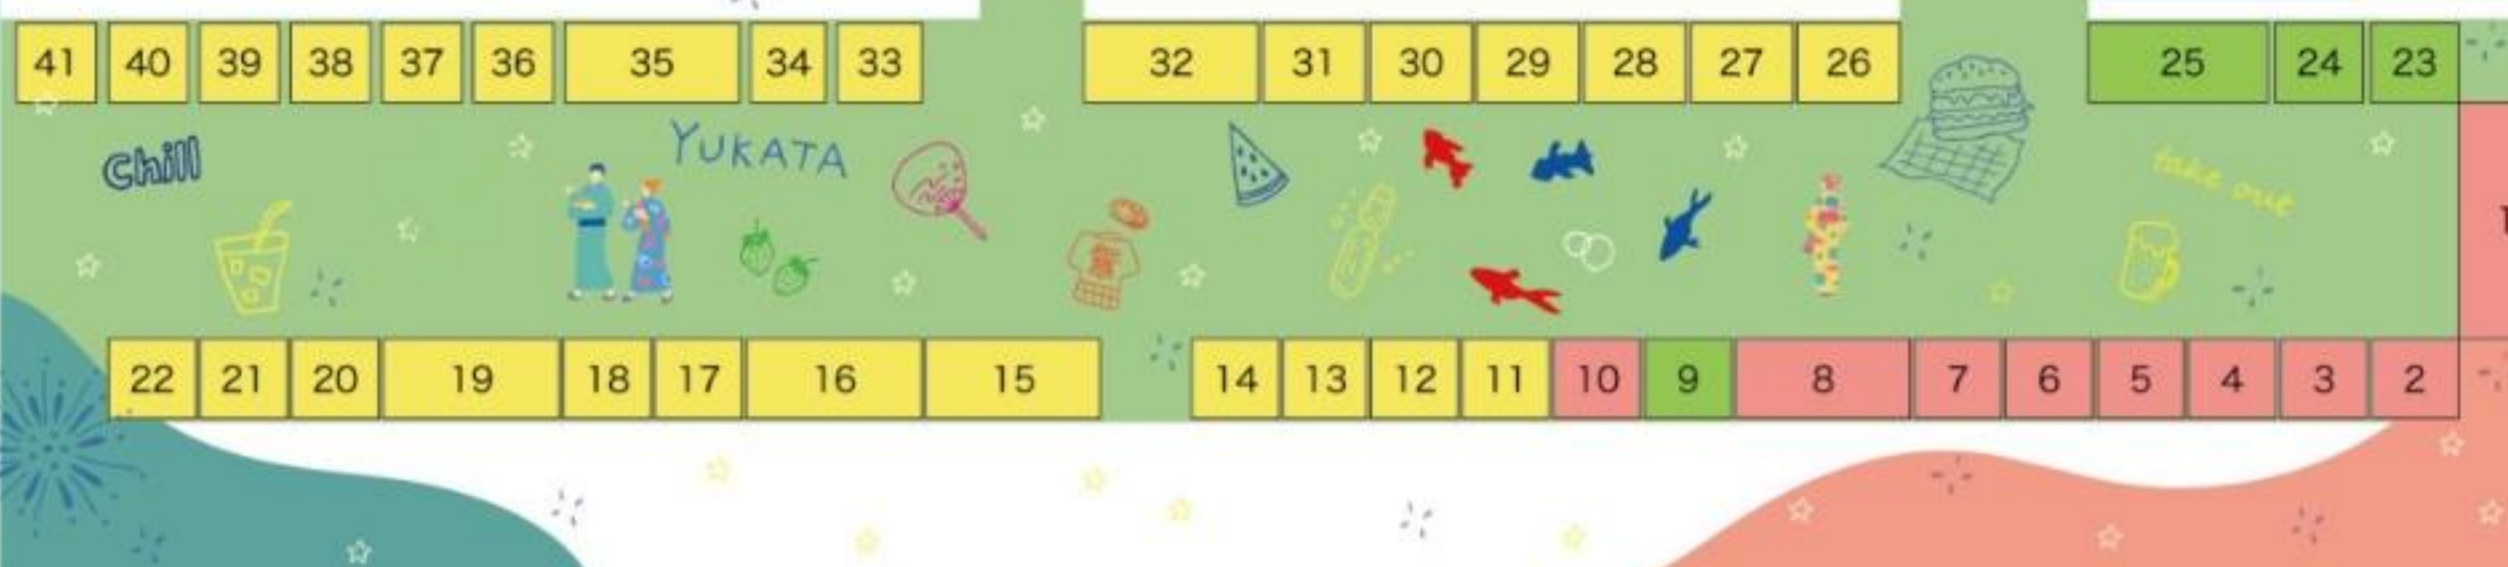 41 40 39 38 37 36 35 34 33 32 31 30 29 28 27 26 25 24 23
Chill
YUKATA
take out
22 21 20 19 18 17 16 15 14 13 12 11 10 9 8 7 6 5 4 3 2